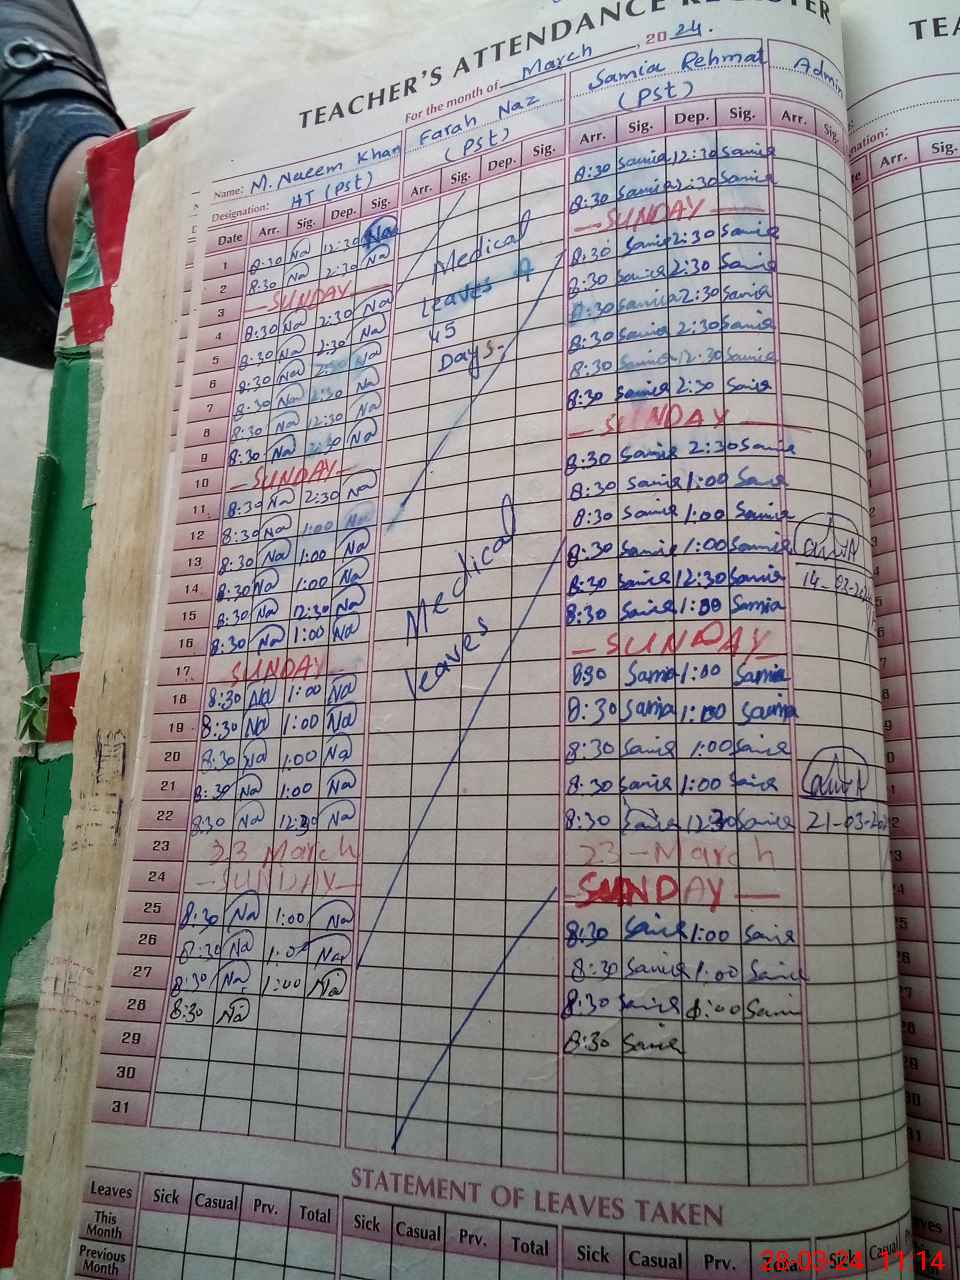 TEACHER'S ATTENDANCE REGISTER
TEA
For the month of March, 2024.
Name: M. Naeem Khan Farah Naz Samia Rehmat Admin
Designation: HT (Pst) (Pst) (Pst)
Date Arr. Sig. Dep. Sig. Arr. Sig. Dep. Sig. Arr. Sig. Dep. Sig. Arr. Sig. Arr. Sig.
1 8:30 Na 12:30 Na 8:30 Samia 12:30 Samia
2 8:30 Na 2:30 Na 8:30 Samia 2:30 Samia
3 SUNDAY SUNDAY
4 8:30 Na 2:30 Na 8:30 Samia 2:30 Samia
5 8:30 Na 2:30 Na 8:30 Samia 2:30 Samia
6 8:30 Na 2:30 Na 8:30 Samia 2:30 Samia
7 8:30 Na 2:30 Na 8:30 Samia 2:30 Samia
8 8:30 Na 12:30 Na 8:30 Samia 12:30 Samia
9 8:30 Na 2:30 Na 8:30 Samia 2:30 Samia
Medical
leaves
45
Days.
10 SUNDAY SUNDAY
11 8:30 Na 2:30 Na 8:30 Samia 2:30 Samia
12 8:30 Na 1:00 Na 8:30 Samia 1:00 Samia
13 8:30 Na 1:00 Na 8:30 Samia 1:00 Samia
14 8:30 Na 1:00 Na 8:30 Samia 1:00 Samia
14-03-2024
15 8:30 Na 12:30 Na 8:30 Samia 12:30 Samia
16 8:30 Na 1:00 Na 8:30 Samia 1:00 Samia
Medical
leaves
17 SUNDAY SUNDAY
18 8:30 Na 1:00 Na 8:30 Samia 1:00 Samia
19 8:30 Na 1:00 Na 8:30 Samia 1:00 Samia
20 8:30 Na 1:00 Na 8:30 Samia 1:00 Samia
21 8:30 Na 1:00 Na 8:30 Samia 1:00 Samia
22 8:30 Na 12:30 Na 8:30 Samia 12:30 Samia 21-03-20
23 23 March 23-March
24 SUNDAY SUNDAY
25 8:30 Na 1:00 Na 8:30 Samia 1:00 Samia
26 8:30 Na 1:00 Na 8:30 Samia 1:00 Samia
27 8:30 Na 1:00 Na 8:30 Samia 1:00 Samia
28 8:30 Na 8:30 Samia
29
30
31
STATEMENT OF LEAVES TAKEN
Leaves Sick Casual Prv. Total Sick Casual Prv. Total Sick Casual Prv. Total Sick Casual
This Month
Previous Month
28-03-24 11 14